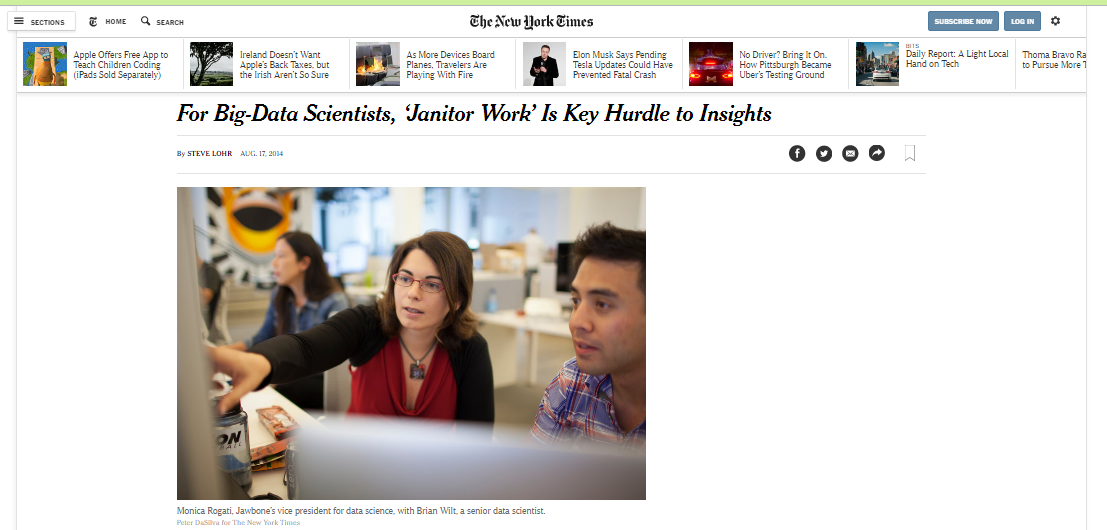 SECTIONS
HOME
SEARCH
The New York Times
SUBSCRIBE NOW
LOG IN
Apple Offers Free App to
Teach Children Coding
(iPads Sold Separately)
Ireland Doesn't Want
Apple's Back Taxes, but
the Irish Aren't So Sure
As More Devices Board
Planes, Travelers Are
Playing With Fire
Elon Musk Says Pending
Tesla Updates Could Have
Prevented Fatal Crash
No Driver? Bring It On.
How Pittsburgh Became
Uber's Testing Ground
BITS
Daily Report: A Light Local
Hand on Tech
Thoma Bravo Ra
to Pursue More T
For Big-Data Scientists, ‘Janitor Work’ Is Key Hurdle to Insights
By STEVE LOHR AUG. 17, 2014
ON
Monica Rogati, Jawbone's vice president for data science, with Brian Wilt, a senior data scientist.
Peter DaSilva for The New York Times